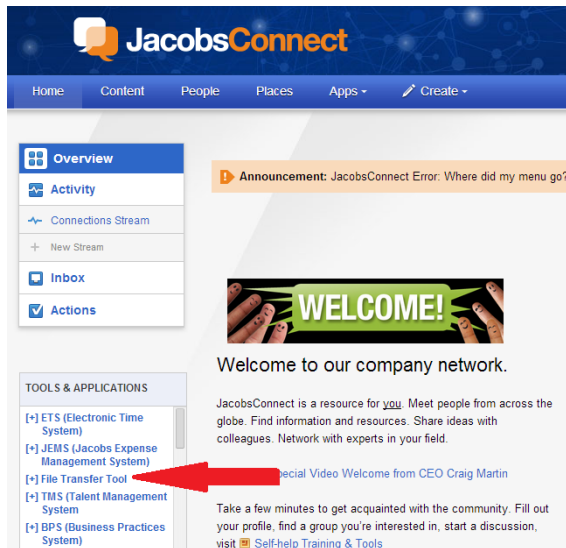 JacobsConnect
Home Content People Places Apps Create
Overview
Activity
Connections Stream
+ New Stream
Inbox
Actions
Announcement: JacobsConnect Error: Where did my menu go?
WELCOME!
Welcome to our company network.
TOOLS & APPLICATIONS
[+] ETS (Electronic Time
System)
[+] JEMS (Jacobs Expense
Management System)
[+] File Transfer Tool
[+] TMS (Talent Management
System
[+] BPS (Business Practices
System)
JacobsConnect is a resource for you. Meet people from across the
globe. Find information and resources. Share ideas with
colleagues. Network with experts in your field.
Video Welcome from CEO Craig Martin
Take a few minutes to get acquainted with the community. Fill out
your profile, find a group you're interested in, start a discussion,
visit Self-help Training & Tools